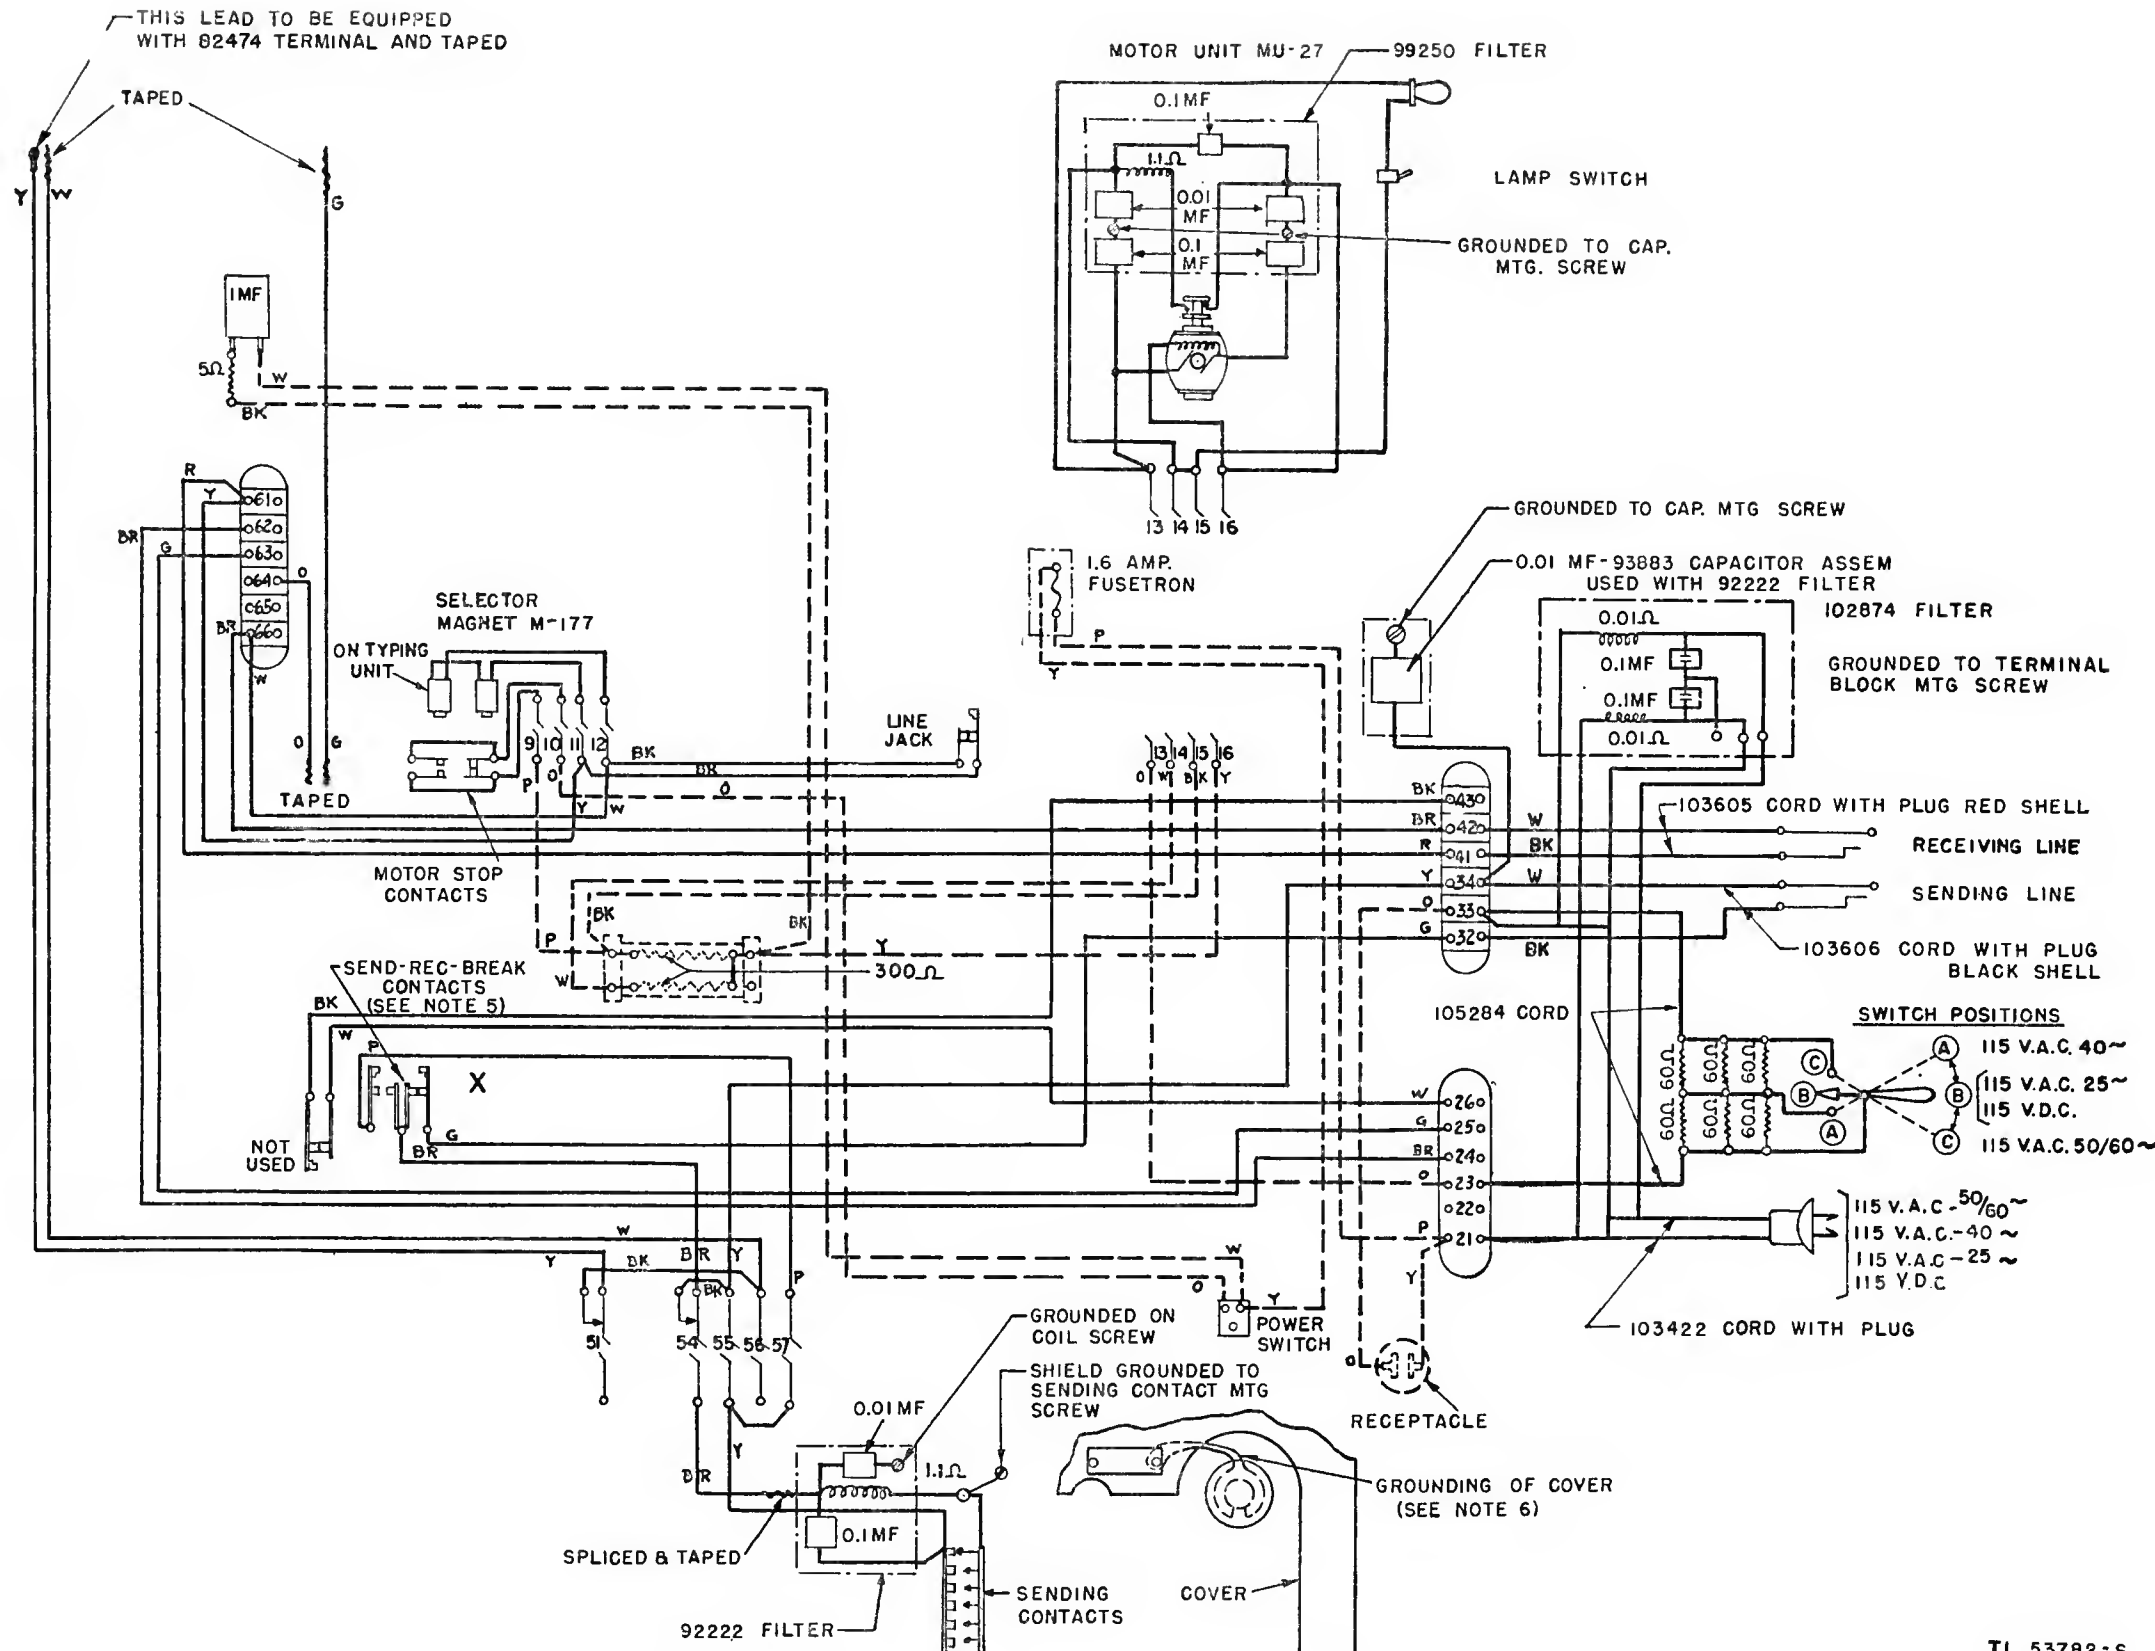 THIS LEAD TO BE EQUIPPED
WITH 82474 TERMINAL AND TAPED
TAPED
Y
W
G
1MF
5Ω
W
BK
R
Y
BR
G
61
62
63
64
65
66
O
BR
W
O
G
TAPED
SELECTOR
MAGNET M-177
ON TYPING
UNIT
9
10
11
12
P
O
Y
W
BK
BR
O
LINE
JACK
MOTOR STOP
CONTACTS
MOTOR UNIT MU-27
99250 FILTER
0.1MF
1.1Ω
0.01
MF
0.1
MF
LAMP SWITCH
GROUNDED TO CAP.
MTG. SCREW
13 14 15 16
1.6 AMP.
FUSETRON
P
Y
GROUNDED TO CAP. MTG SCREW
0.01 MF-93883 CAPACITOR ASSEM
USED WITH 92222 FILTER
102874 FILTER
0.01Ω
0.1MF
0.1MF
0.01Ω
GROUNDED TO TERMINAL
BLOCK MTG SCREW
13 14 15 16
O
W
B K
Y
BK
BR
R
Y
O
G
43
42
41
34
33
32
W
BK
W
BK
103605 CORD WITH PLUG RED SHELL
RECEIVING LINE
SENDING LINE
103606 CORD WITH PLUG
BLACK SHELL
BK
P
W
BK
Y
300Ω
SEND-REC-BREAK
CONTACTS
(SEE NOTE 5)
BK
W
P
X
G
BR
NOT
USED
105284 CORD
60Ω
60Ω
60Ω
60Ω
60Ω
60Ω
SWITCH POSITIONS
C
B
A
A
115 V.A.C. 40~
B
115 V.A.C. 25~
115 V.D.C.
C
115 V.A.C. 50/60~
W
G
BR
O
P
26
25
24
23
22
21
115 V.A.C-50/60~
115 V.A.C.-40~
115 V.A.C-25~
115 V.D.C
103422 CORD WITH PLUG
W
Y
BK
BR
Y
BK
P
51
54
55
56
57
W
O
Y
POWER
SWITCH
Y
O
RECEPTACLE
GROUNDED ON
COIL SCREW
SHIELD GROUNDED TO
SENDING CONTACT MTG
SCREW
0.01MF
1.1Ω
Y
BR
0.1MF
SPLICED & TAPED
92222 FILTER
SENDING
CONTACTS
GROUNDING OF COVER
(SEE NOTE 6)
COVER
TL 53782-S